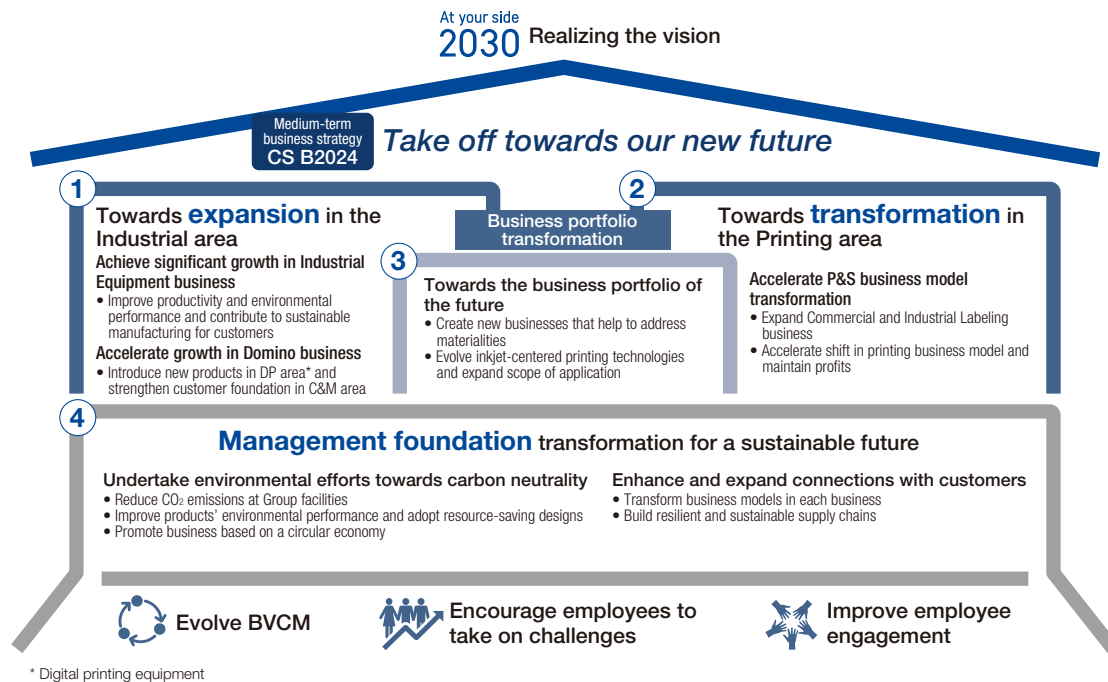 At your side
2030 Realizing the vision
Medium-term
business strategy
CS B2024
Take off towards our new future
1
Towards expansion in the
Industrial area
Achieve significant growth in Industrial
Equipment business
• Improve productivity and environmental
performance and contribute to sustainable
manufacturing for customers
Accelerate growth in Domino business
• Introduce new products in DP area* and
strengthen customer foundation in C&M area
Business portfolio
transformation
2
Towards transformation in
the Printing area
Accelerate P&S business model
transformation
• Expand Commercial and Industrial Labeling
business
• Accelerate shift in printing business model and
maintain profits
3
Towards the business portfolio of
the future
• Create new businesses that help to address
materialities
• Evolve inkjet-centered printing technologies
and expand scope of application
4
Management foundation transformation for a sustainable future
Undertake environmental efforts towards carbon neutrality
• Reduce CO₂ emissions at Group facilities
• Improve products' environmental performance and adopt resource-saving designs
• Promote business based on a circular economy
Enhance and expand connections with customers
• Transform business models in each business
• Build resilient and sustainable supply chains
Evolve BVCM
Encourage employees to
take on challenges
Improve employee
engagement
* Digital printing equipment